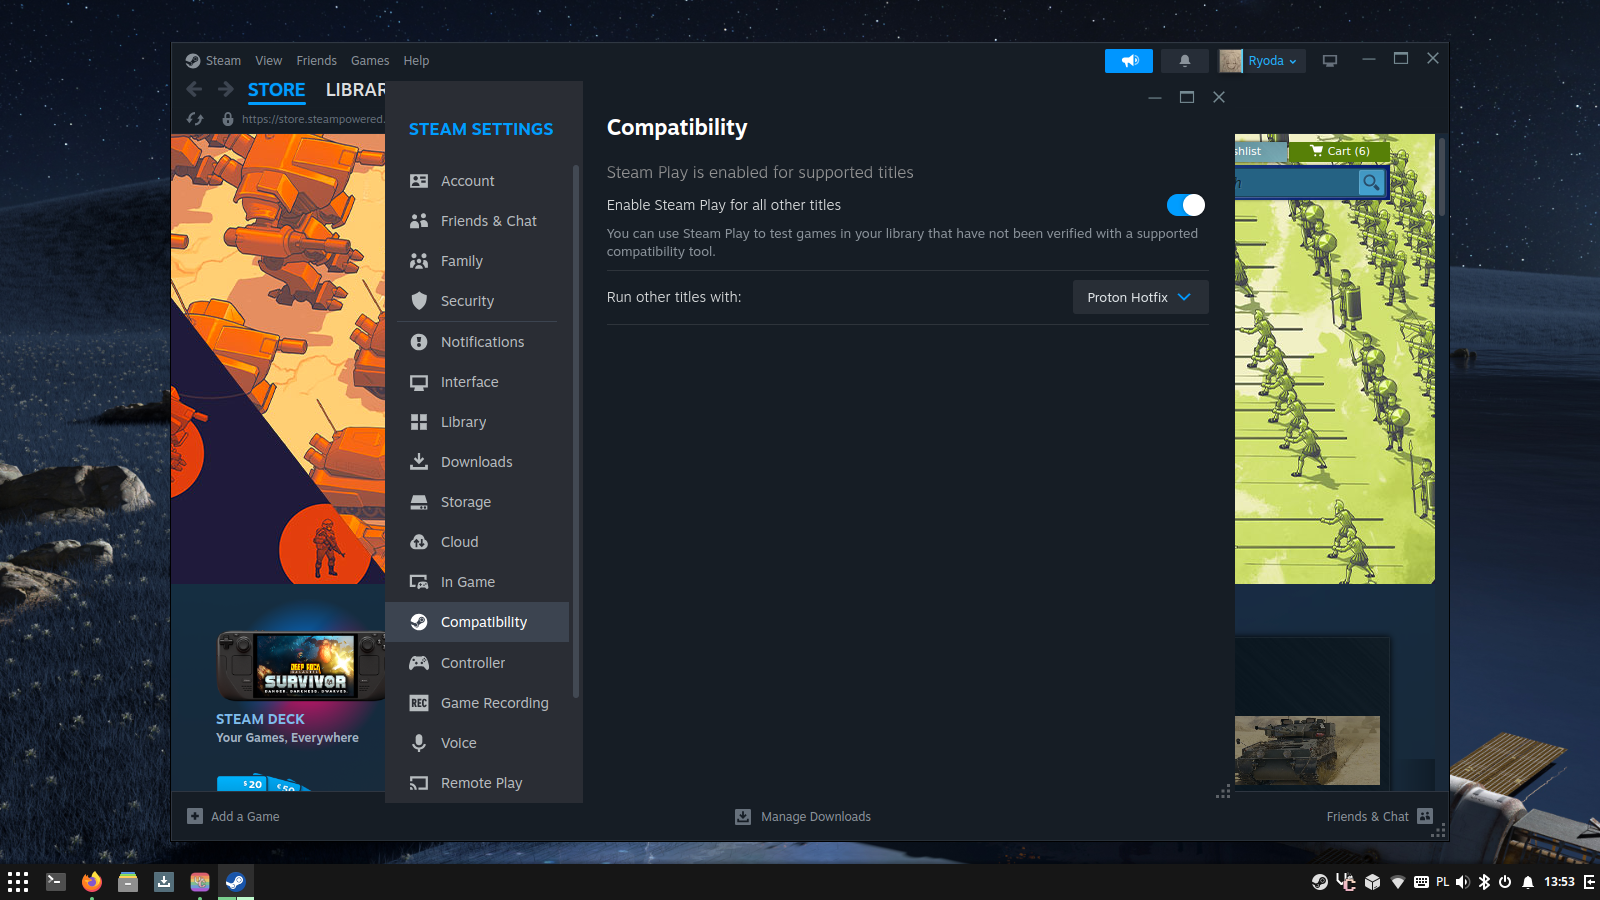 Steam View Friends Games Help
Ryoda
STORE LIBRAR
https://store.steampowered.
STEAM SETTINGS
Account
Friends & Chat
Family
Security
Notifications
Interface
Library
Downloads
Storage
Cloud
In Game
Compatibility
Controller
REC Game Recording
Voice
Remote Play
Compatibility
Steam Play is enabled for supported titles
Enable Steam Play for all other titles
You can use Steam Play to test games in your library that have not been verified with a supported
compatibility tool.
Run other titles with:
Proton Hotfix
shlist
Cart (6)
h
DEEP ROCK
SURVIVOR
DANGER. DARKNESS. DWARVES.
STEAM DECK
Your Games, Everywhere
$20
$50
Add a Game
Manage Downloads
Friends & Chat
PL
13:53